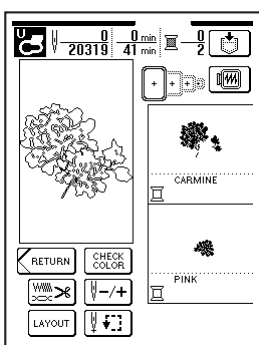 U 0 0 min 0
20319 41 min 2
CARMINE
PINK
RETURN
CHECK COLOR
-/+
LAYOUT